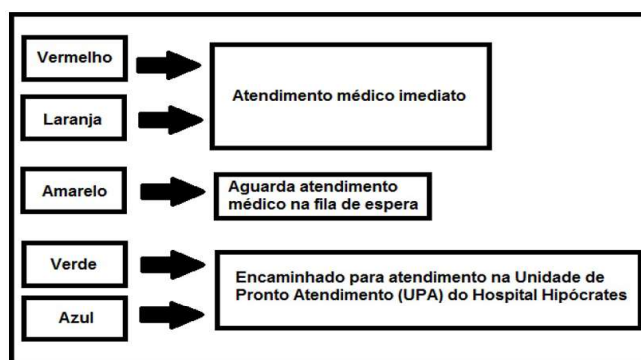 Vermelho
Atendimento médico imediato
Laranja
Amarelo
Aguarda atendimento
médico na fila de espera
Verde
Encaminhado para atendimento na Unidade de
Pronto Atendimento (UPA) do Hospital Hipócrates
Azul